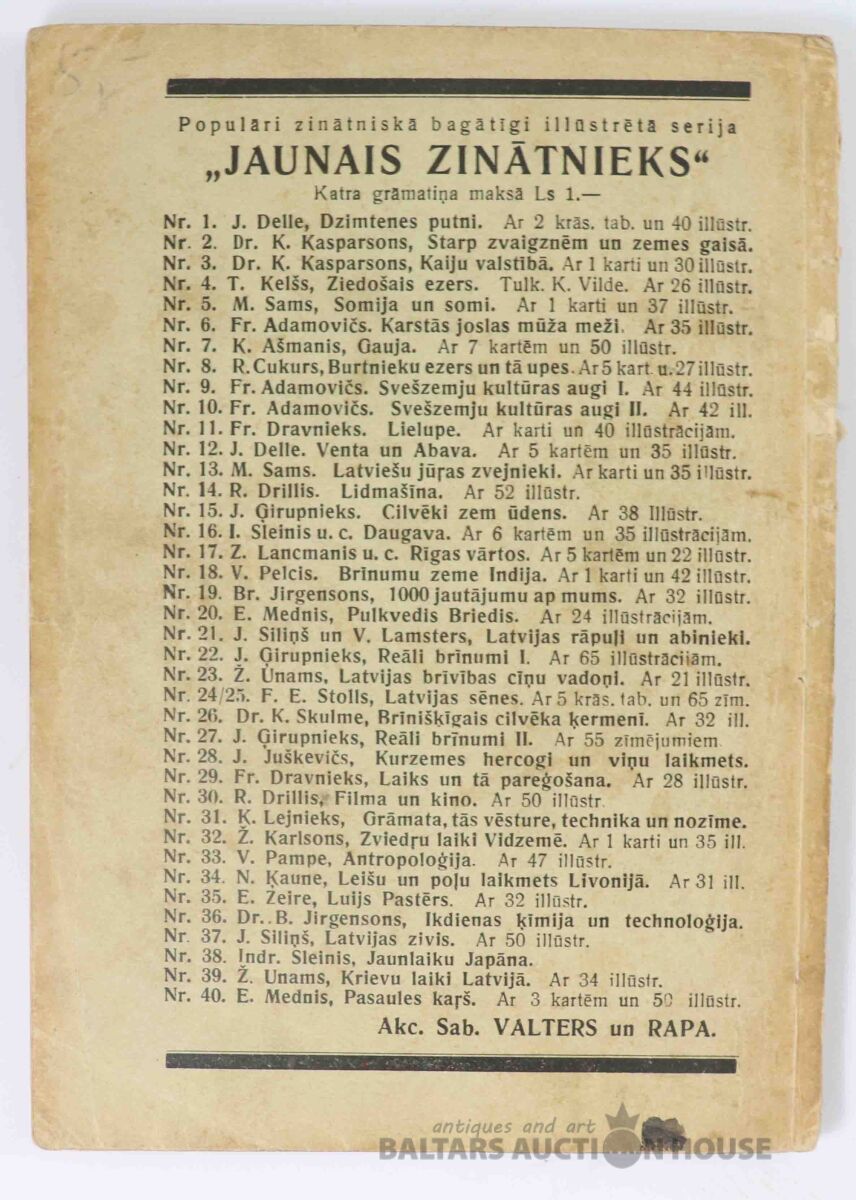 Populāri zinātniskā bagātīgi illūstrētā serija
„JAUNAIS ZINĀTNIEKS“
Katra grāmatiņa maksā Ls 1.—
Nr. 1. J. Delle, Dzimtenes putni. Ar 2 krās. tab. un 40 illūstr.
Nr. 2. Dr. K. Kasparsons, Starp zvaigznēm un zemes gaisā.
Nr. 3. Dr. K. Kasparsons, Kaiju valstībā. Ar 1 karti un 30 illūstr.
Nr. 4. T. Kelšs, Ziedošais ezers. Tulk. K. Vilde. Ar 26 illūstr.
Nr. 5. M. Sams, Somija un somi. Ar 1 karti un 37 illūstr.
Nr. 6. Fr. Adamovičs. Karstās joslas mūža meži. Ar 35 illūstr.
Nr. 7. K. Ašmanis, Gauja. Ar 7 kartēm un 50 illūstr.
Nr. 8. R. Cukurs, Burtnieku ezers un tā upes. Ar 5 kart. u. 27 illūstr.
Nr. 9. Fr. Adamovičs. Svešzemju kultūras augi I. Ar 44 illūstr.
Nr. 10. Fr. Adamovičs. Svešzemju kultūras augi II. Ar 42 ill.
Nr. 11. Fr. Dravnieks. Lielupe. Ar karti un 40 illūstrācijām.
Nr. 12. J. Delle. Venta un Abava. Ar 5 kartēm un 35 illūstr.
Nr. 13. M. Sams. Latviešu jūŗas zvejnieki. Ar karti un 35 illūstr.
Nr. 14. R. Drillis. Lidmašīna. Ar 52 illūstr.
Nr. 15. J. Ģirupnieks. Cilvēki zem ūdens. Ar 38 Illūstr.
Nr. 16. I. Sleinis u. c. Daugava. Ar 6 kartēm un 35 illūstrācijām.
Nr. 17. Z. Lancmanis u. c. Rīgas vārtos. Ar 5 kartēm un 22 illūstr.
Nr. 18. V. Pelcis. Brīnumu zeme Indija. Ar 1 karti un 42 illūstr.
Nr. 19. Br. Jirgensons, 1000 jautājumu ap mums. Ar 32 illūstr.
Nr. 20. E. Mednis, Pulkvedis Briedis. Ar 24 illūstrācijām.
Nr. 21. J. Siliņš un V. Lamsters, Latvijas rāpuļi un abinieki.
Nr. 22. J. Ģirupnieks, Reāli brīnumi I. Ar 65 illūstrācijām.
Nr. 23. Ž. Unams, Latvijas brīvības cīņu vadoņi. Ar 21 illūstr.
Nr. 24/25. F. E. Stolls, Latvijas sēnes. Ar 5 krās. tab. un 65 zīm.
Nr. 26. Dr. K. Skulme, Brīnišķīgais cilvēka ķermenī. Ar 32 ill.
Nr. 27. J. Ģirupnieks, Reāli brīnumi II. Ar 55 zīmējumiem
Nr. 28. J. Juškevičs, Kurzemes hercogi un viņu laikmets.
Nr. 29. Fr. Dravnieks, Laiks un tā pareģošana. Ar 28 illūstr.
Nr. 30. R. Drillis, Filma un kino. Ar 50 illūstr.
Nr. 31. K. Lejnieks, Grāmata, tās vēsture, technika un nozīme.
Nr. 32. Ž. Karlsons, Zviedŗu laiki Vidzemē. Ar 1 karti un 35 ill.
Nr. 33. V. Pampe, Antropoloģija. Ar 47 illūstr.
Nr. 34. N. Ķaune, Leišu un poļu laikmets Livonijā. Ar 31 ill.
Nr. 35. E. Zeire, Luijs Pastērs. Ar 32 illūstr.
Nr. 36. Dr. B. Jirgensons, Ikdienas ķīmija un technoloģija.
Nr. 37. J. Siliņš, Latvijas zivis. Ar 50 illūstr.
Nr. 38. Indr. Sleinis, Jaunlaiku Japāna.
Nr. 39. Ž. Unams, Krievu laiki Latvijā. Ar 34 illūstr.
Nr. 40. E. Mednis, Pasaules kaŗš. Ar 3 kartēm un 50 illūstr.
Akc. Sab. VALTERS un RAPA.
antiques and art
BALTARS AUCTION HOUSE